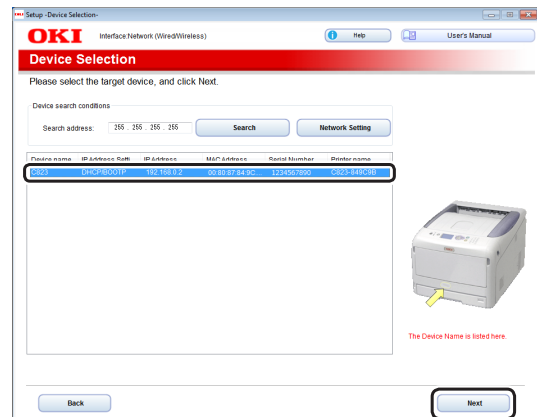 OKI Setup -Device Selection-
OKI Interface:Network (Wired/Wireless) Help User's Manual
Device Selection
Please select the target device, and click Next.
Device search conditions
Search address: 255 . 255 . 255 . 255 Search Network Setting
Device name IP Address Setti... IP Address MAC Address Serial Number Printer name
C823 DHCP/BOOTP 192.168.0.2 00:80:87:84:9C... 1234567890 C823-849C9B
The Device Name is listed here.
Back Next